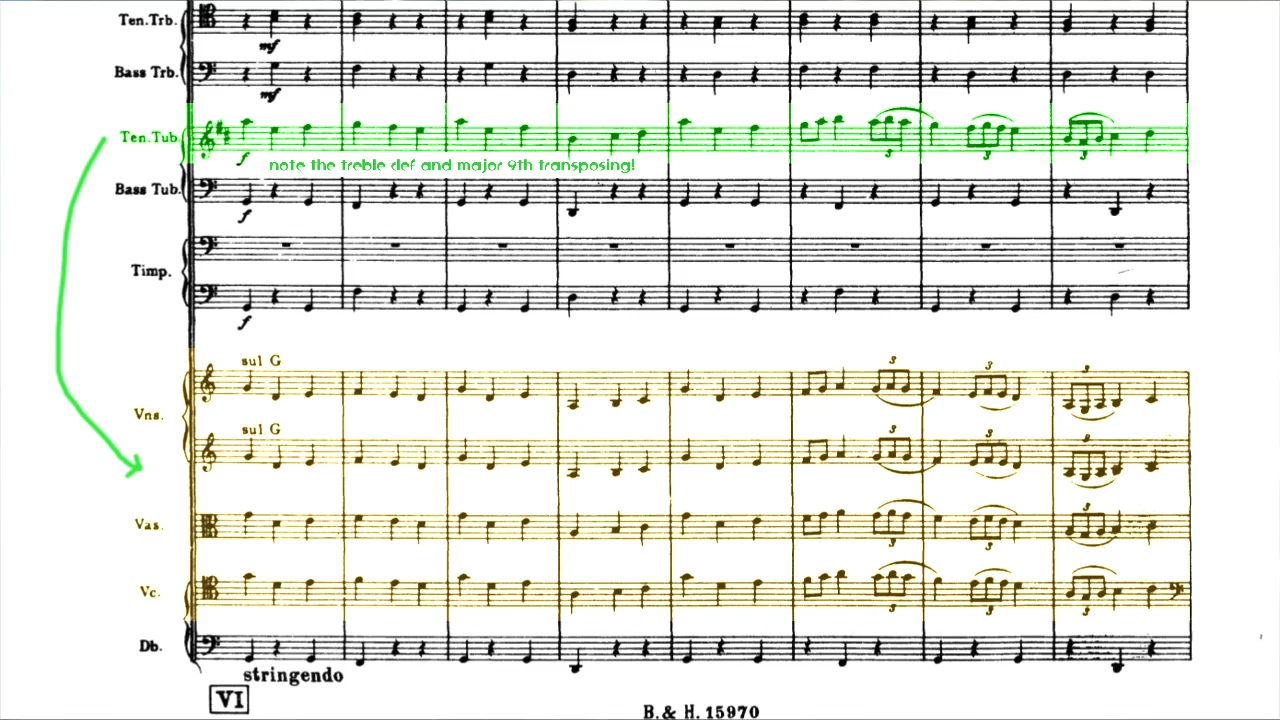 Ten.Trb.
mf
Bass Trb.
mf
Ten.Tub.
f
note the treble clef and major 9th transposing!
Bass Tub.
f
Timp.
f
sul G
Vns.
sul G
Vas.
Vc.
Db.
stringendo
VI
B. & H. 15970